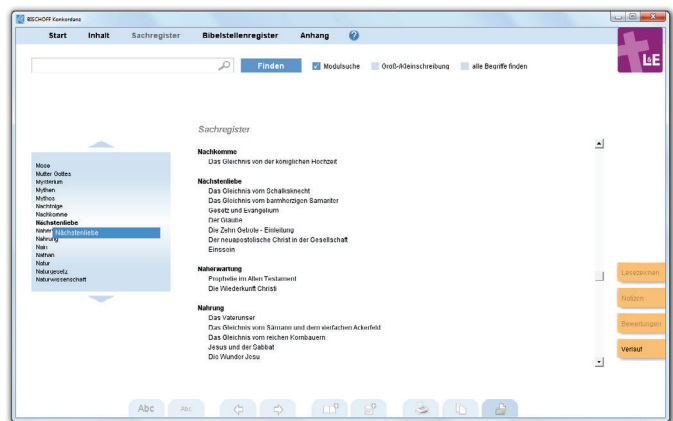 BISCHOFF Konkordanz
Start Inhalt Sachregister Bibelstellenregister Anhang ?
L&E
Finden Modulsuche Groß-/Kleinschreibung alle Begriffe finden
Sachregister
Mose
Mutter Gottes
Mysterium
Mythen
Mythos
Nachfolge
Nachkomme
Nächstenliebe
Nächstenliebe
Nahrung
Nain
Nathan
Natur
Naturgesetz
Naturwissenschaft
Nachkomme
Das Gleichnis von der königlichen Hochzeit
Nächstenliebe
Das Gleichnis vom Schalksknecht
Das Gleichnis vom barmherzigen Samariter
Gesetz und Evangelium
Der Glaube
Die Zehn Gebote - Einleitung
Der neuapostolische Christ in der Gesellschaft
Einssein
Naherwartung
Prophetie im Alten Testament
Die Wiederkunft Christi
Nahrung
Das Vaterunser
Das Gleichnis vom Sämann und dem vierfachen Ackerfeld
Das Gleichnis vom reichen Kornbauern
Jesus und der Sabbat
Die Wunder Jesu
Lesezeichen
Notizen
Bewertungen
Verlauf
Abc Abc